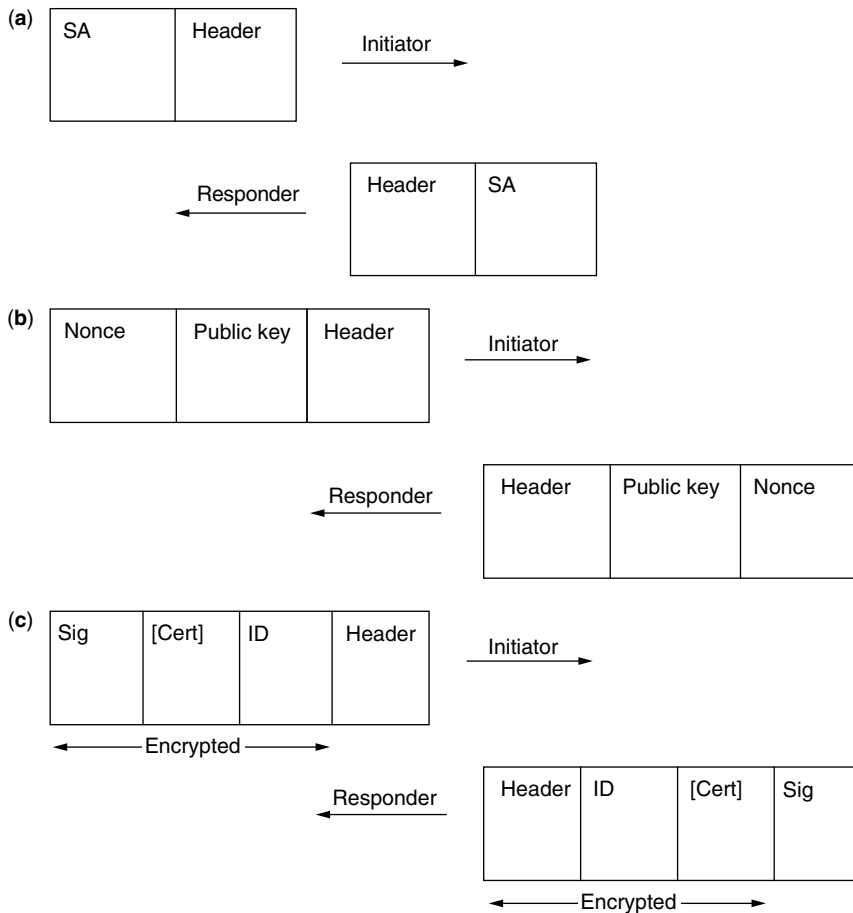 (a)
SA Header
Initiator
Responder
Header SA
(b)
Nonce Public key Header
Initiator
Responder
Header Public key Nonce
(c)
Sig [Cert] ID Header
Initiator
Encrypted
Responder
Header ID [Cert] Sig
Encrypted